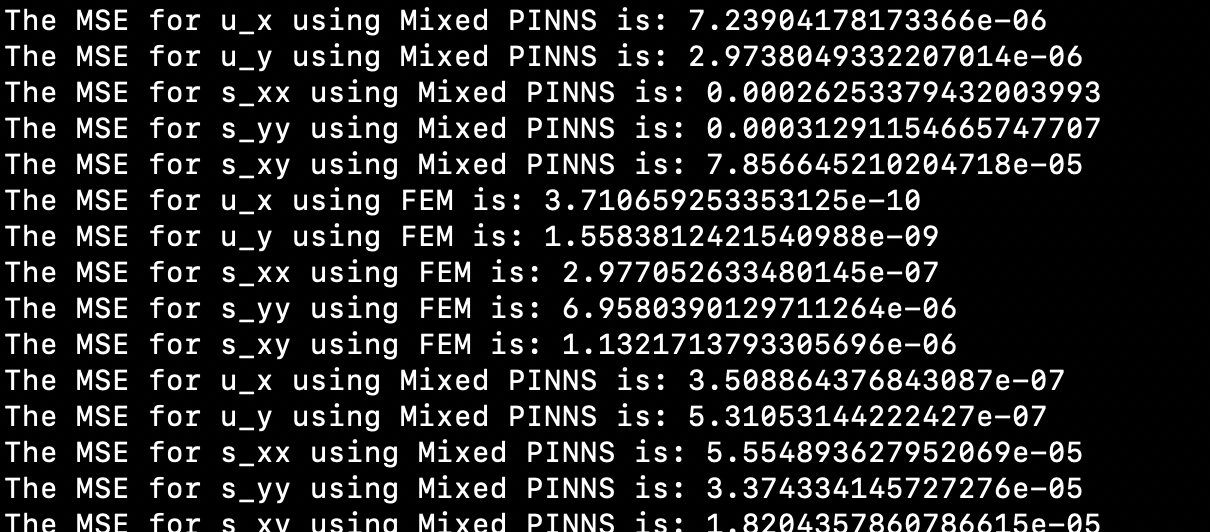 The MSE for u_x using Mixed PINNS is: 7.23904178173366e-06
The MSE for u_y using Mixed PINNS is: 2.9738049332207014e-06
The MSE for s_xx using Mixed PINNS is: 0.00026253379432003993
The MSE for s_yy using Mixed PINNS is: 0.00031291154665747707
The MSE for s_xy using Mixed PINNS is: 7.856645210204718e-05
The MSE for u_x using FEM is: 3.710659253353125e-10
The MSE for u_y using FEM is: 1.5583812421540988e-09
The MSE for s_xx using FEM is: 2.977052633480145e-07
The MSE for s_yy using FEM is: 6.9580390129711264e-06
The MSE for s_xy using FEM is: 1.1321713793305696e-06
The MSE for u_x using Mixed PINNS is: 3.508864376843087e-07
The MSE for u_y using Mixed PINNS is: 5.31053144222427e-07
The MSE for s_xx using Mixed PINNS is: 5.554893627952069e-05
The MSE for s_yy using Mixed PINNS is: 3.374334145727276e-05
The MSE for s_xy using Mixed PINNS is: 1.8204357860786615e-05